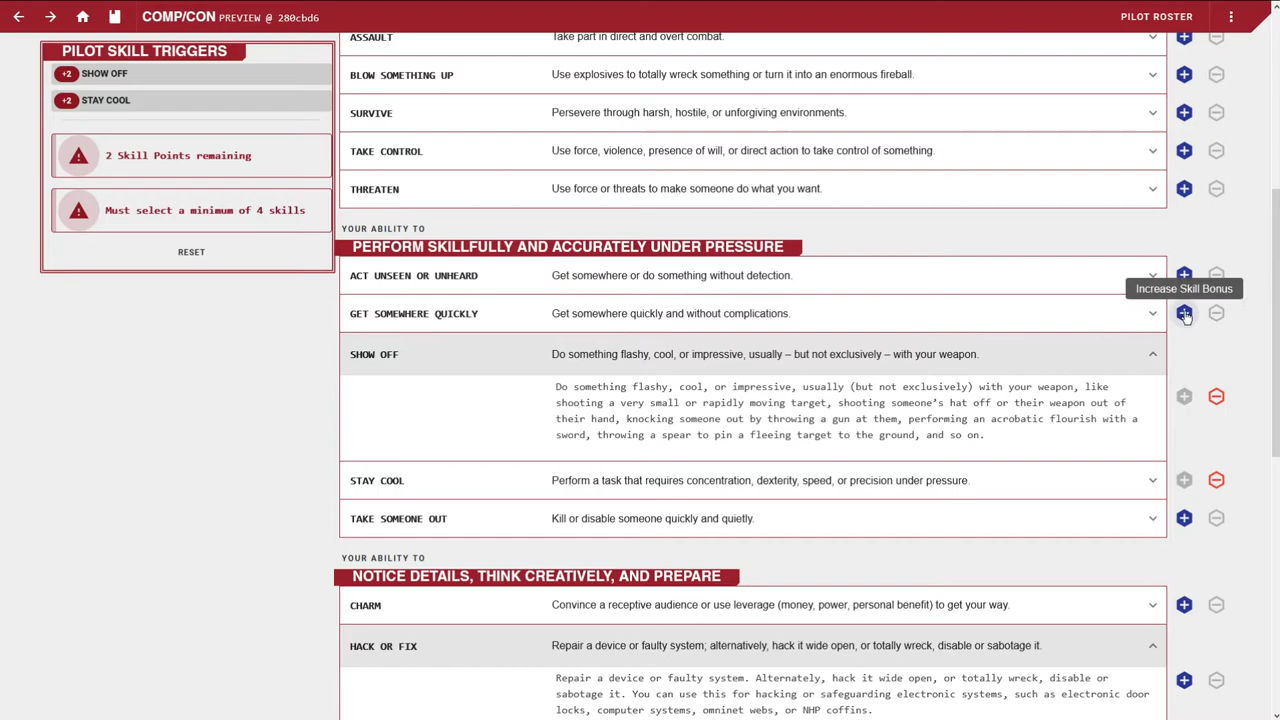 COMP/CON PREVIEW @ 280cbd6
PILOT ROSTER
PILOT SKILL TRIGGERS
+2 SHOW OFF
+2 STAY COOL
2 Skill Points remaining
Must select a minimum of 4 skills
RESET
ASSAULT Take part in direct and overt combat.
BLOW SOMETHING UP Use explosives to totally wreck something or turn it into an enormous fireball.
SURVIVE Persevere through harsh, hostile, or unforgiving environments.
TAKE CONTROL Use force, violence, presence of will, or direct action to take control of something.
THREATEN Use force or threats to make someone do what you want.
YOUR ABILITY TO
PERFORM SKILLFULLY AND ACCURATELY UNDER PRESSURE
ACT UNSEEN OR UNHEARD Get somewhere or do something without detection.
Increase Skill Bonus
GET SOMEWHERE QUICKLY Get somewhere quickly and without complications.
SHOW OFF Do something flashy, cool, or impressive, usually – but not exclusively – with your weapon.
Do something flashy, cool, or impressive, usually (but not exclusively) with your weapon, like
shooting a very small or rapidly moving target, shooting someone's hat off or their weapon out of
their hand, knocking someone out by throwing a gun at them, performing an acrobatic flourish with a
sword, throwing a spear to pin a fleeing target to the ground, and so on.
STAY COOL Perform a task that requires concentration, dexterity, speed, or precision under pressure.
TAKE SOMEONE OUT Kill or disable someone quickly and quietly.
YOUR ABILITY TO
NOTICE DETAILS, THINK CREATIVELY, AND PREPARE
CHARM Convince a receptive audience or use leverage (money, power, personal benefit) to get your way.
HACK OR FIX Repair a device or faulty system; alternatively, hack it wide open, or totally wreck, disable or sabotage it.
Repair a device or faulty system. Alternately, hack it wide open, or totally wreck, disable or
sabotage it. You can use this for hacking or safeguarding electronic systems, such as electronic door
locks, computer systems, omninet webs, or NHP coffins.